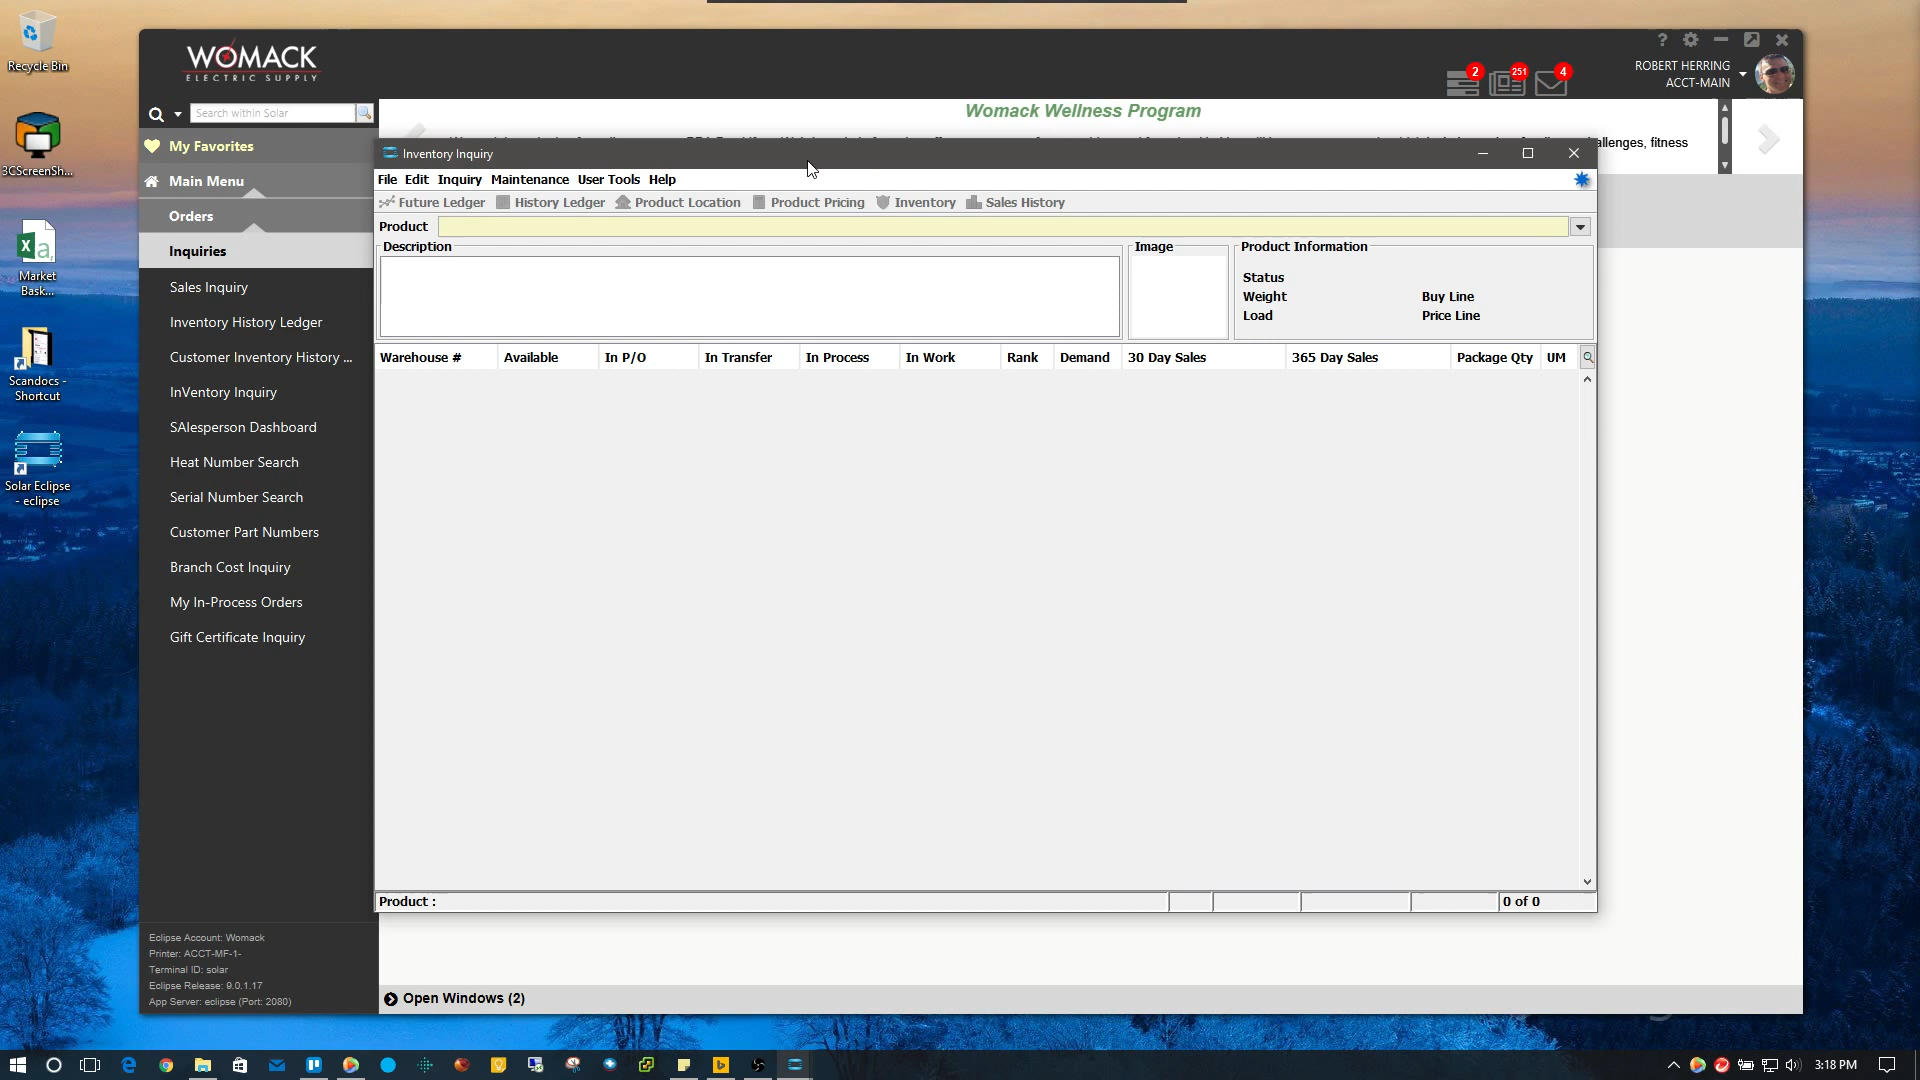 Recycle Bin
3CScreenSh...
Market
Bask...
Scandocs -
Shortcut
Solar Eclipse
- eclipse
WOMACK
ELECTRIC SUPPLY
2
251
4
ROBERT HERRING
ACCT-MAIN
Search within Solar
My Favorites
Main Menu
Orders
Inquiries
Sales Inquiry
Inventory History Ledger
Customer Inventory History ...
InVentory Inquiry
SAlesperson Dashboard
Heat Number Search
Serial Number Search
Customer Part Numbers
Branch Cost Inquiry
My In-Process Orders
Gift Certificate Inquiry
Eclipse Account: Womack
Printer: ACCT-MF-1-
Terminal ID: solar
Eclipse Release: 9.0.1.17
App Server: eclipse (Port: 2080)
Womack Wellness Program
allenges, fitness
Inventory Inquiry
File Edit Inquiry Maintenance User Tools Help
Future Ledger History Ledger Product Location Product Pricing Inventory Sales History
Product
Description
Image
Product Information
Status
Weight Buy Line
Load Price Line
Warehouse # Available In P/O In Transfer In Process In Work Rank Demand 30 Day Sales 365 Day Sales Package Qty UM
Product :
0 of 0
Open Windows (2)
3:18 PM